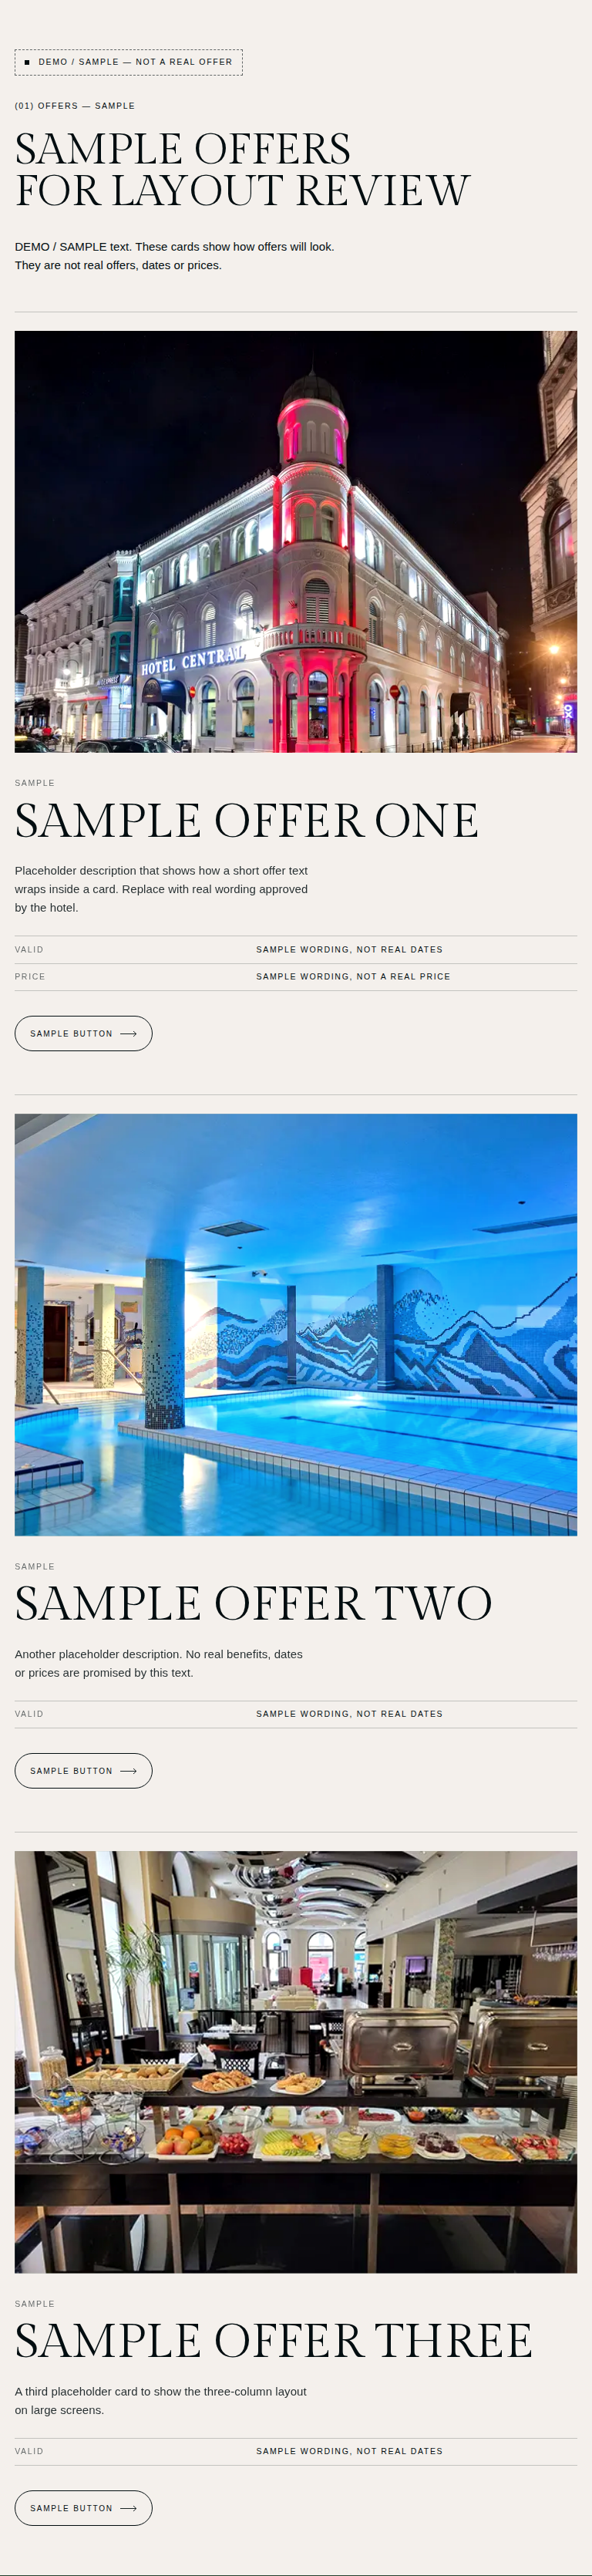 DEMO / SAMPLE — NOT A REAL OFFER
(01) OFFERS — SAMPLE
SAMPLE OFFERS
FOR LAYOUT REVIEW
DEMO / SAMPLE text. These cards show how offers will look.
They are not real offers, dates or prices.
HOTEL CENTRAL
SAMPLE
SAMPLE OFFER ONE
Placeholder description that shows how a short offer text
wraps inside a card. Replace with real wording approved
by the hotel.
VALID SAMPLE WORDING, NOT REAL DATES
PRICE SAMPLE WORDING, NOT A REAL PRICE
SAMPLE BUTTON
SAMPLE
SAMPLE OFFER TWO
Another placeholder description. No real benefits, dates
or prices are promised by this text.
VALID SAMPLE WORDING, NOT REAL DATES
SAMPLE BUTTON
SAMPLE
SAMPLE OFFER THREE
A third placeholder card to show the three-column layout
on large screens.
VALID SAMPLE WORDING, NOT REAL DATES
SAMPLE BUTTON